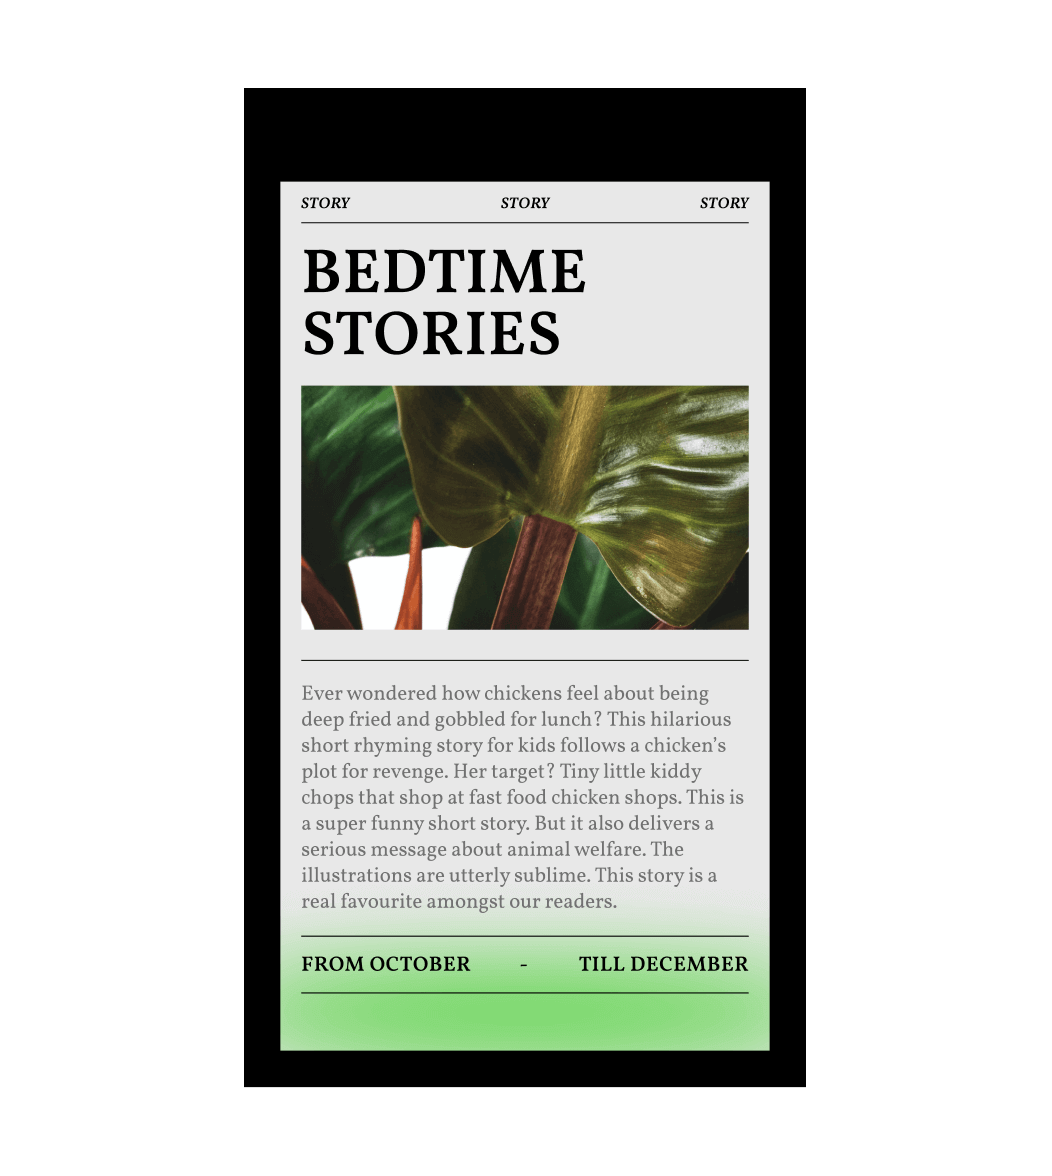 STORY STORY STORY
BEDTIME
STORIES
Ever wondered how chickens feel about being
deep fried and gobbled for lunch? This hilarious
short rhyming story for kids follows a chicken’s
plot for revenge. Her target? Tiny little kiddy
chops that shop at fast food chicken shops. This is
a super funny short story. But it also delivers a
serious message about animal welfare. The
illustrations are utterly sublime. This story is a
real favourite amongst our readers.
FROM OCTOBER - TILL DECEMBER